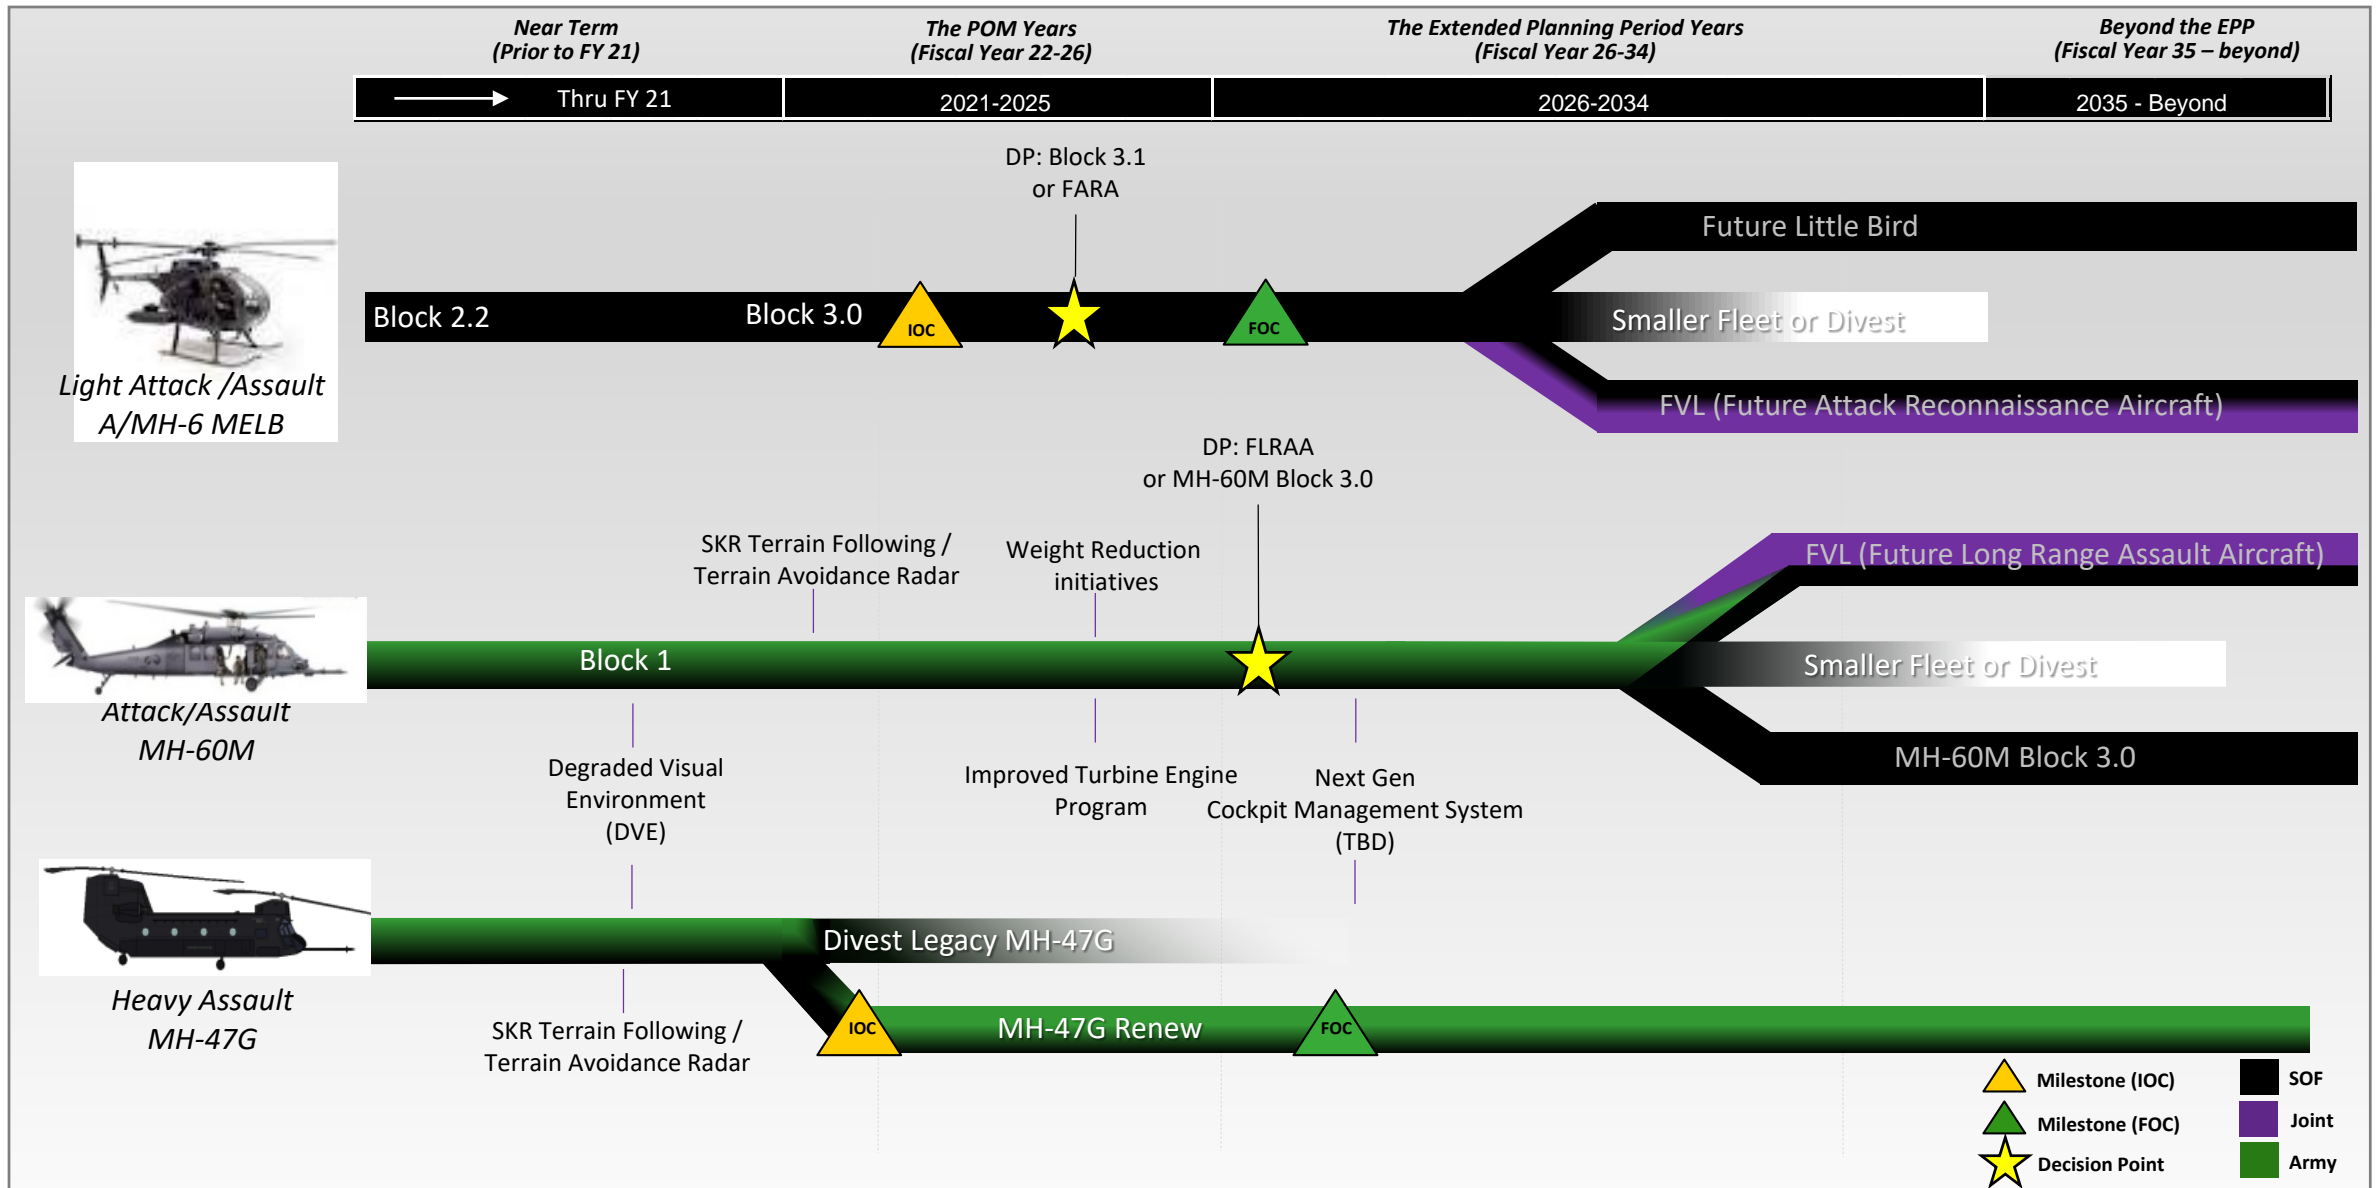 Near Term
(Prior to FY 21)
The POM Years
(Fiscal Year 22-26)
The Extended Planning Period Years
(Fiscal Year 26-34)
Beyond the EPP
(Fiscal Year 35 – beyond)
Thru FY 21
2021-2025
2026-2034
2035 - Beyond
DP: Block 3.1
or FARA
Future Little Bird
Block 2.2
Block 3.0
IOC
FOC
Smaller Fleet or Divest
Light Attack /Assault
A/MH-6 MELB
FVL (Future Attack Reconnaissance Aircraft)
DP: FLRAA
or MH-60M Block 3.0
SKR Terrain Following /
Terrain Avoidance Radar
Weight Reduction
initiatives
FVL (Future Long Range Assault Aircraft)
Block 1
Smaller Fleet or Divest
Attack/Assault
MH-60M
MH-60M Block 3.0
Degraded Visual
Environment
(DVE)
Improved Turbine Engine
Program
Next Gen
Cockpit Management System
(TBD)
Divest Legacy MH-47G
Heavy Assault
MH-47G
SKR Terrain Following /
Terrain Avoidance Radar
IOC
MH-47G Renew
FOC
Milestone (IOC)
SOF
Milestone (FOC)
Joint
Decision Point
Army